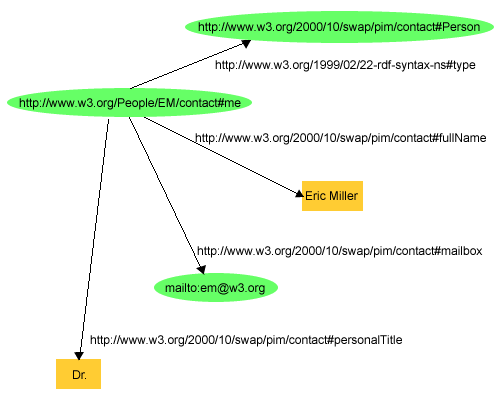 http://www.w3.org/2000/10/swap/pim/contact#Person
http://www.w3.org/1999/02/22-rdf-syntax-ns#type
http://www.w3.org/People/EM/contact#me
http://www.w3.org/2000/10/swap/pim/contact#fullName
Eric Miller
http://www.w3.org/2000/10/swap/pim/contact#mailbox
mailto:em@w3.org
http://www.w3.org/2000/10/swap/pim/contact#personalTitle
Dr.